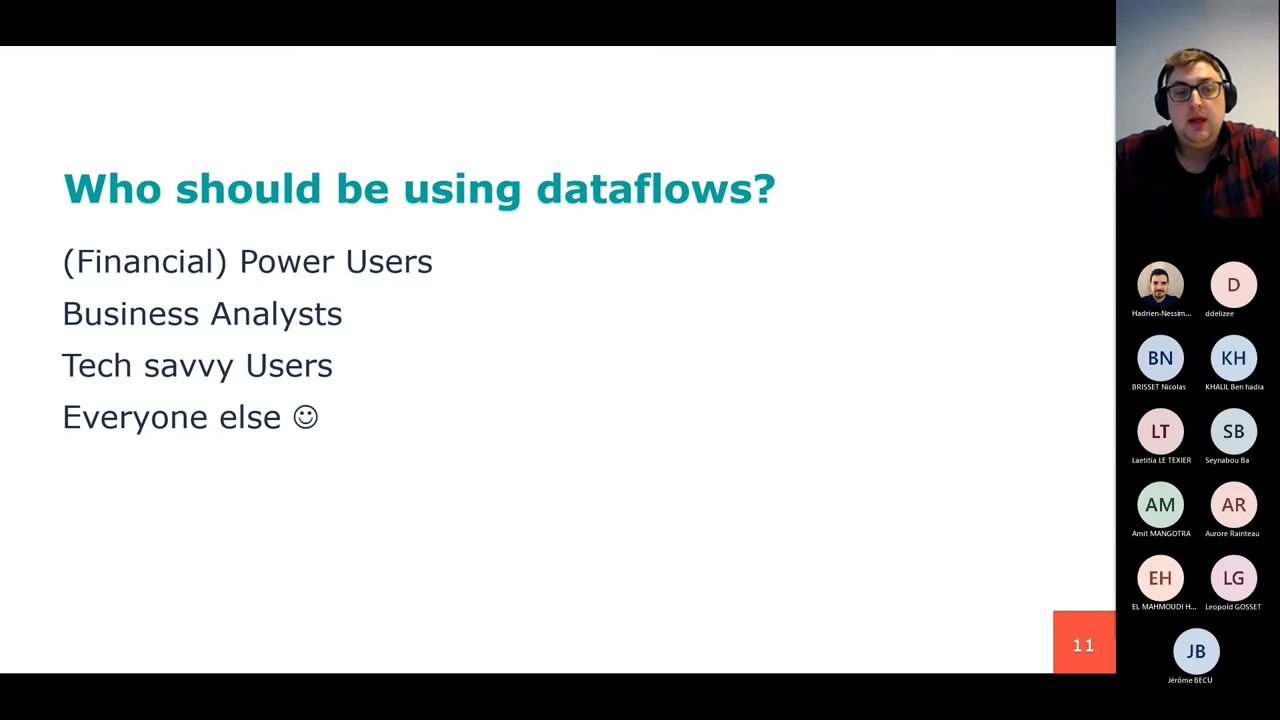 Who should be using dataflows?
(Financial) Power Users
Business Analysts
Tech savvy Users
Everyone else ☺
11
Hadrien-Nessim...
D
ddelizee
BN
BRISSET Nicolas
KH
KHALIL Ben hadia
LT
Laetitia LE TEXIER
SB
Seynabou Ba
AM
Amit MANGOTRA
AR
Aurore Rainteau
EH
EL MAHMOUDI H...
LG
Leopold GOSSET
JB
Jérôme BECU